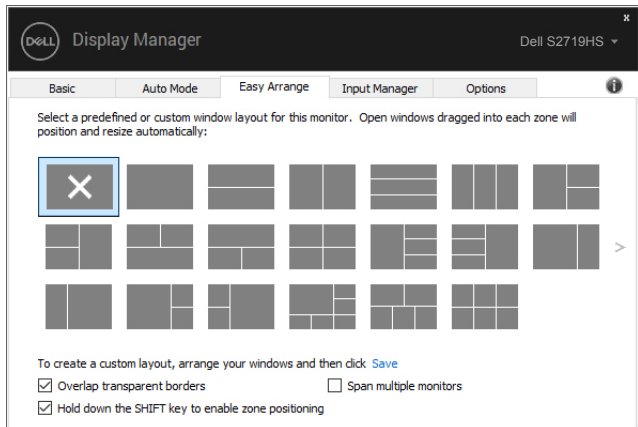 x
DELL Display Manager Dell S2719HS
Basic Auto Mode Easy Arrange Input Manager Options i
Select a predefined or custom window layout for this monitor. Open windows dragged into each zone will
position and resize automatically:
>
To create a custom layout, arrange your windows and then click Save
Overlap transparent borders Span multiple monitors
Hold down the SHIFT key to enable zone positioning